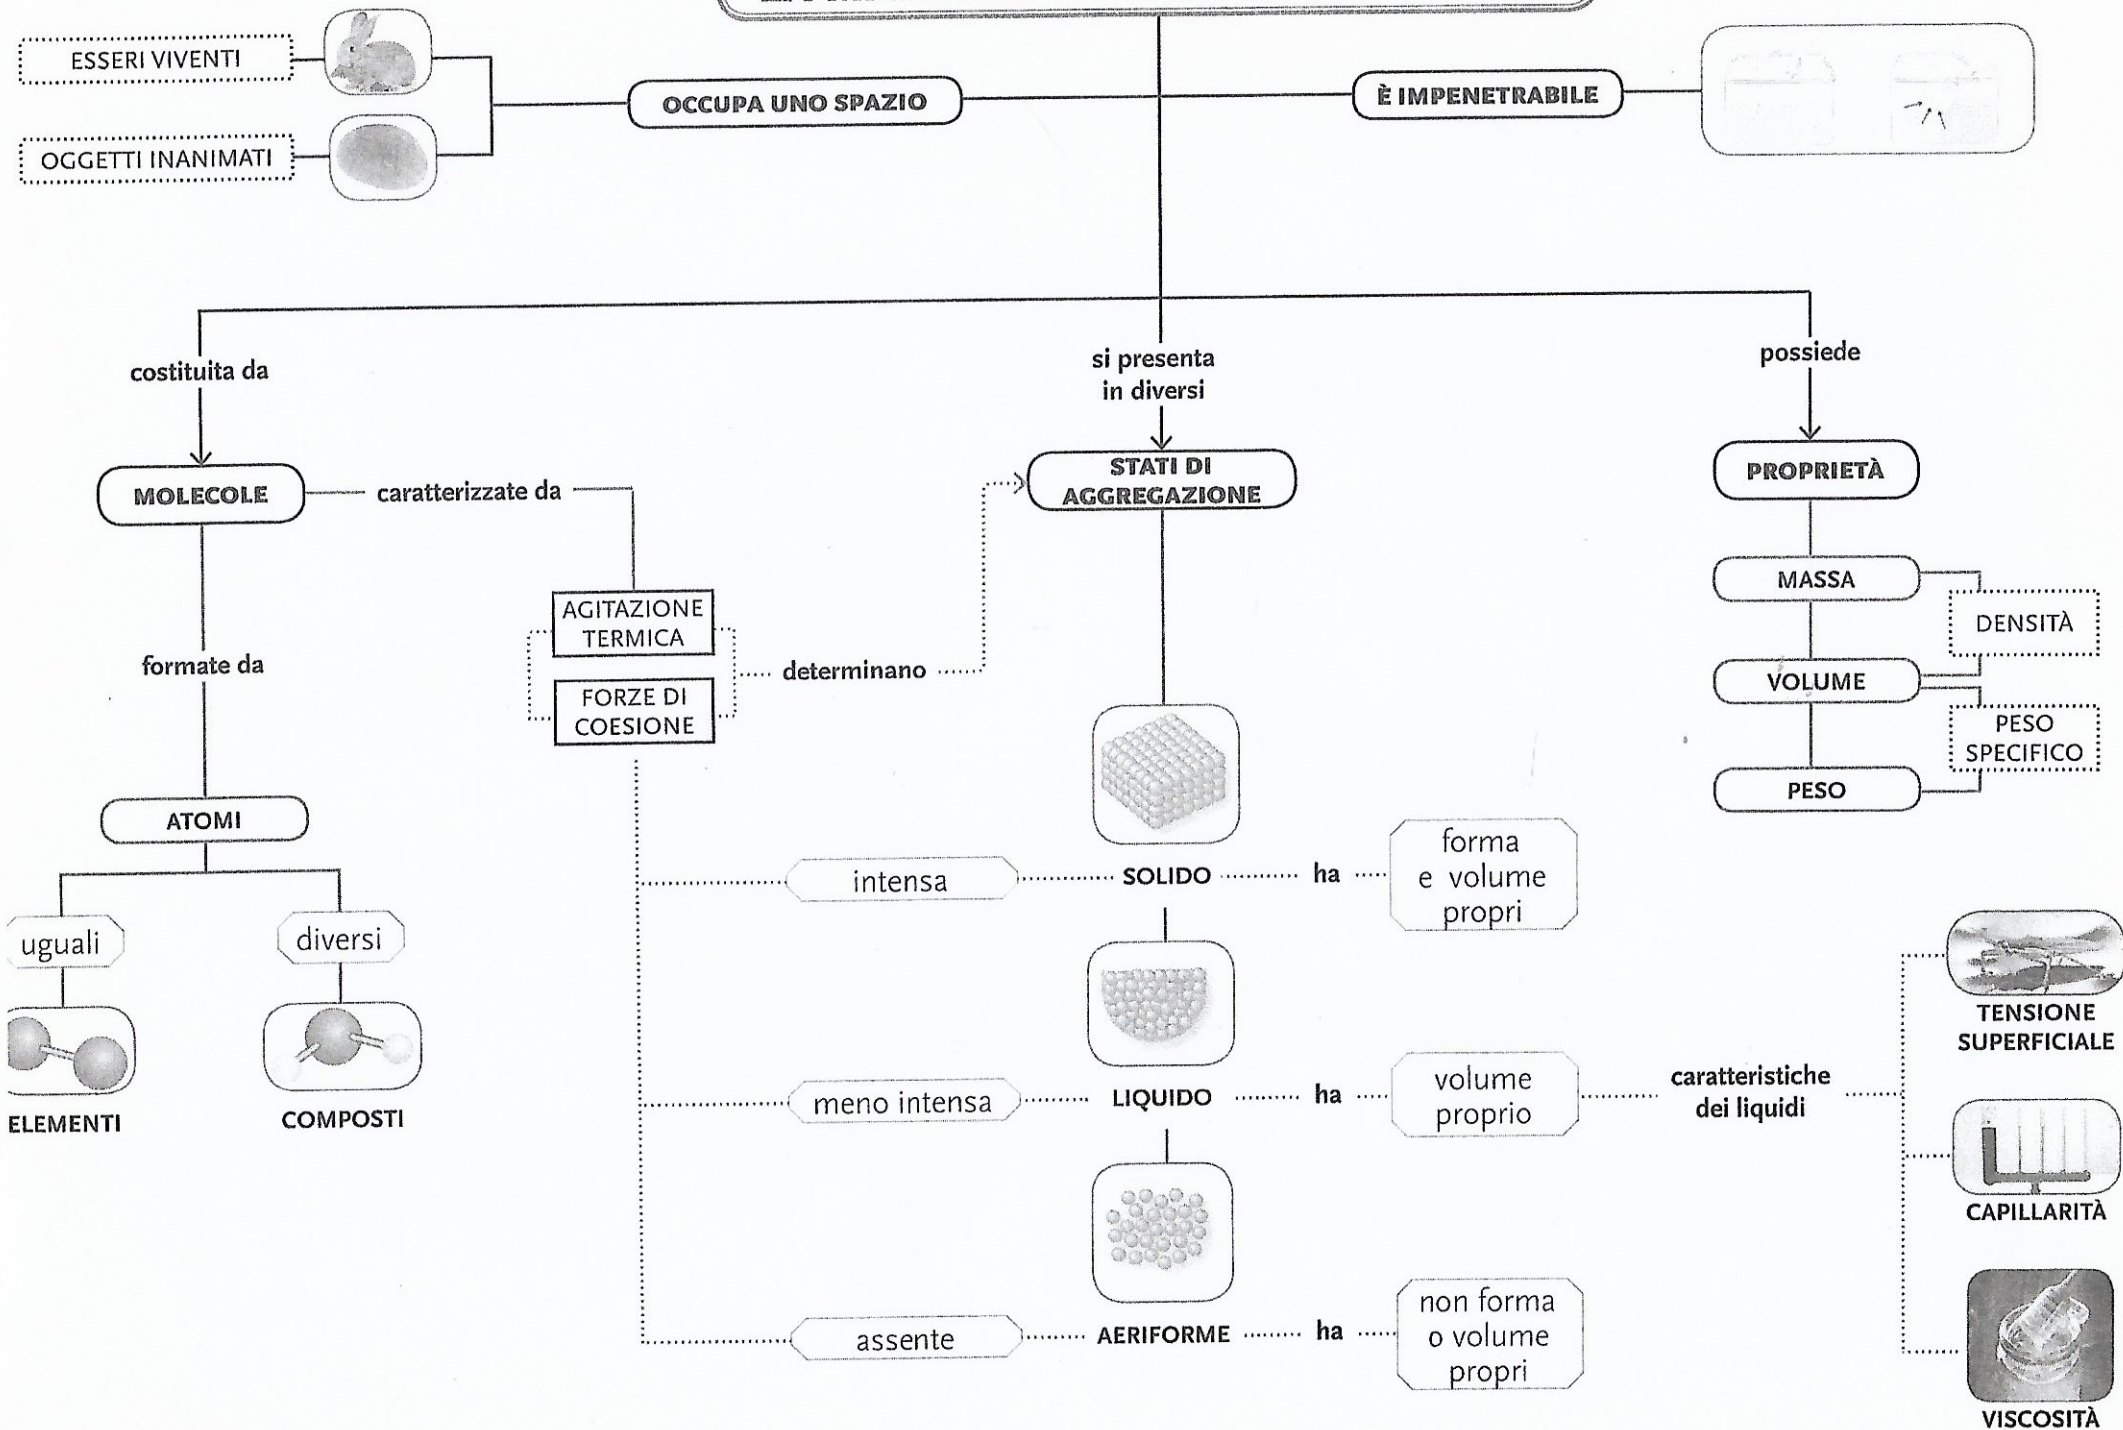 ESSERI VIVENTI
OGGETTI INANIMATI
OCCUPA UNO SPAZIO
È IMPENETRABILE
costituita da
si presenta
in diversi
possiede
MOLECOLE
caratterizzate da
STATI DI
AGGREGAZIONE
PROPRIETÀ
MASSA
DENSITÀ
VOLUME
PESO
SPECIFICO
PESO
AGITAZIONE
TERMICA
FORZE DI
COESIONE
determinano
formate da
ATOMI
uguali
diversi
ELEMENTI
COMPOSTI
intensa
SOLIDO
ha
forma
e volume
propri
meno intensa
LIQUIDO
ha
volume
proprio
caratteristiche
dei liquidi
TENSIONE
SUPERFICIALE
CAPILLARITÀ
VISCOSITÀ
assente
AERIFORME
ha
non forma
o volume
propri